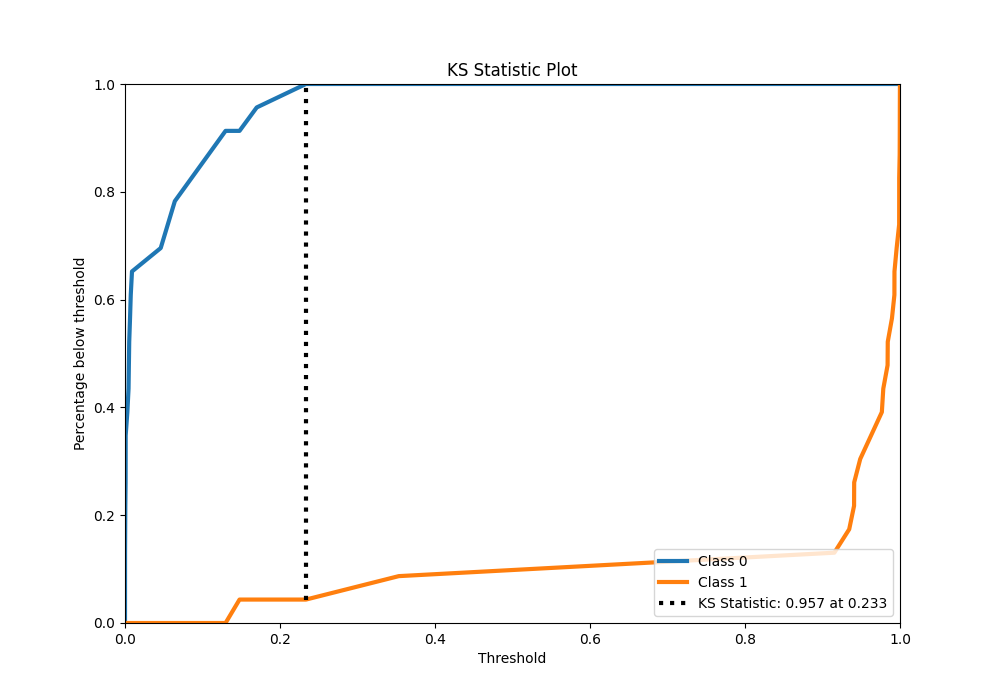 KS Statistic Plot
1.0
0.8
0.6
0.4
0.2
0.0
Percentage below threshold
0.0 0.2 0.4 0.6 0.8 1.0
Threshold
Class 0
Class 1
KS Statistic: 0.957 at 0.233